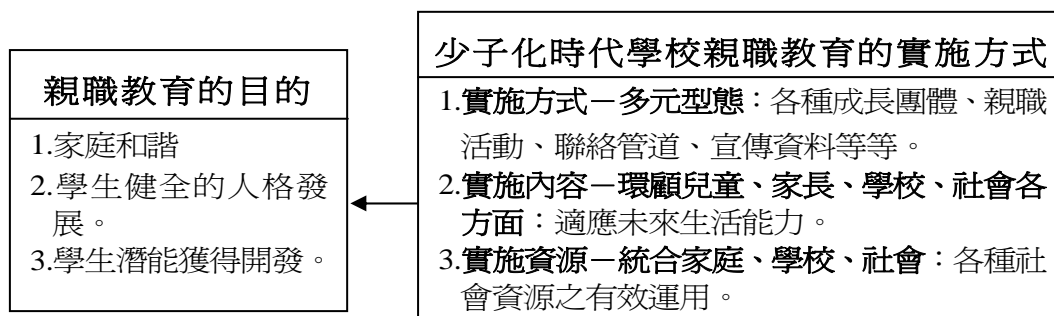 親職教育的目的
1.家庭和諧
2.學生健全的人格發
展。
3.學生潛能獲得開發。
少子化時代學校親職教育的實施方式
1.實施方式－多元型態：各種成長團體、親職
活動、聯絡管道、宣傳資料等等。
2.實施內容－環顧兒童、家長、學校、社會各
方面：適應未來生活能力。
3.實施資源－統合家庭、學校、社會：各種社
會資源之有效運用。